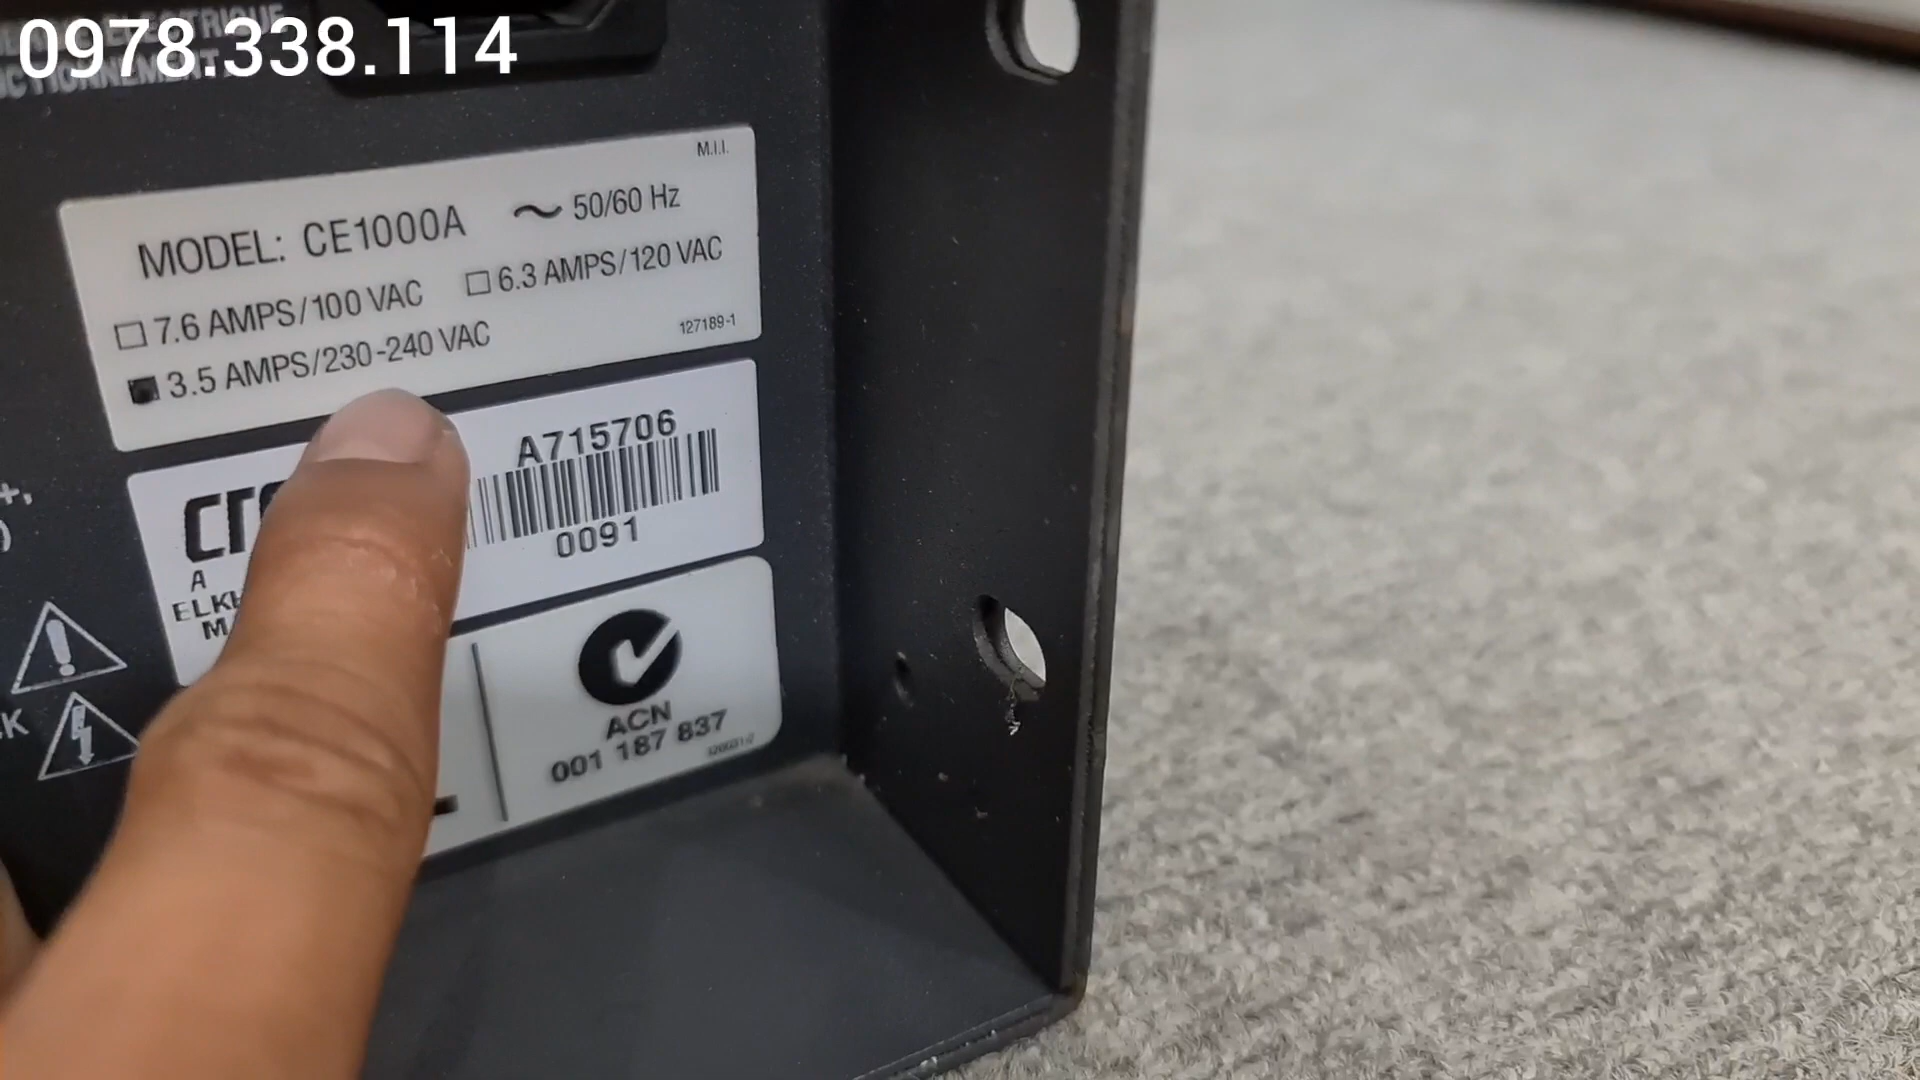 0978.338.114
M.I.I.
MODEL: CE1000A ~ 50/60 Hz
7.6 AMPS/100 VAC 6.3 AMPS/120 VAC
3.5 AMPS/230-240 VAC 127189-1
A715706
0091
A
ACN
001 187 837